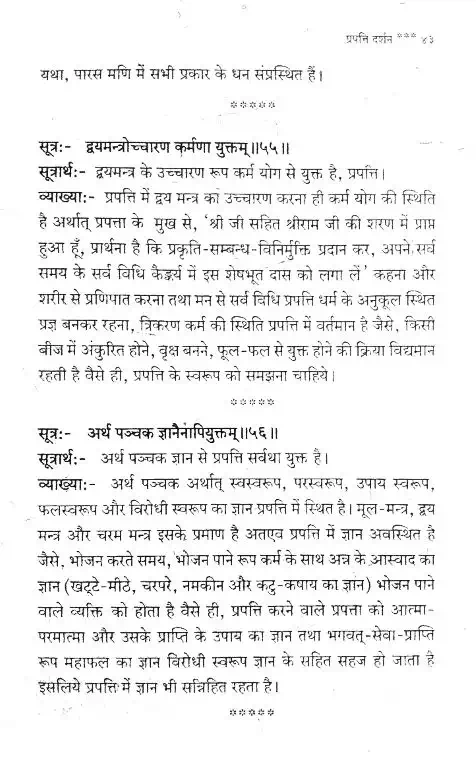 प्रपत्ति दर्शन *** ४३
यथा, पारस मणि में सभी प्रकार के धन संप्रस्थित हैं।
*****
सूत्र:- द्वयमन्त्रोच्चारण कर्मणा युक्तम्॥५५॥
सूत्रार्थ:- द्वयमन्त्र के उच्चारण रूप कर्म योग से युक्त है, प्रपत्ति।
व्याख्या:- प्रपत्ति में द्वय मन्त्र का उच्चारण करना ही कर्म योग की स्थिति
है अर्थात् प्रपत्ता के मुख से, 'श्री जी सहित श्रीराम जी की शरण में प्राप्त
हुआ हूँ, प्रार्थना है कि प्रकृति-सम्बन्ध-विनिर्मुक्ति प्रदान कर, अपने सर्व
समय के सर्व विधि कैङ्कर्य में इस शेषभूत दास को लगा लें' कहना और
शरीर से प्रणिपात करना तथा मन से सर्व विधि प्रपत्ति धर्म के अनुकूल स्थित
प्रज्ञ बनकर रहना, त्रिकरण कर्म की स्थिति प्रपत्ति में वर्तमान है जैसे, किसी
बीज में अंकुरित होने, वृक्ष बनने, फूल-फल से युक्त होने की क्रिया विद्यमान
रहती है वैसे ही, प्रपत्ति के स्वरूप को समझना चाहिये।
*****
सूत्र:- अर्थ पञ्चक ज्ञानेनापियुक्तम्॥५६॥
सूत्रार्थ:- अर्थ पञ्चक ज्ञान से प्रपत्ति सर्वथा युक्त है।
व्याख्या:- अर्थ पञ्चक अर्थात् स्वस्वरूप, परस्वरूप, उपाय स्वरूप,
फलस्वरूप और विरोधी स्वरूप का ज्ञान प्रपत्ति में स्थित है। मूल-मन्त्र, द्वय
मन्त्र और चरम मन्त्र इसके प्रमाण है अतएव प्रपत्ति में ज्ञान अवस्थित है
जैसे, भोजन करते समय, भोजन पाने रूप कर्म के साथ अन्न के आस्वाद का
ज्ञान (खट्टे-मीठे, चरपरे, नमकीन और कटु-कषाय का ज्ञान) भोजन पाने
वाले व्यक्ति को होता है वैसे ही, प्रपत्ति करने वाले प्रपत्ता को आत्मा-
परमात्मा और उसके प्राप्ति के उपाय का ज्ञान तथा भगवत्-सेवा-प्राप्ति
रूप महाफल का ज्ञान विरोधी स्वरूप ज्ञान के सहित सहज हो जाता है
इसलिये प्रपत्ति में ज्ञान भी सन्निहित रहता है।
*****